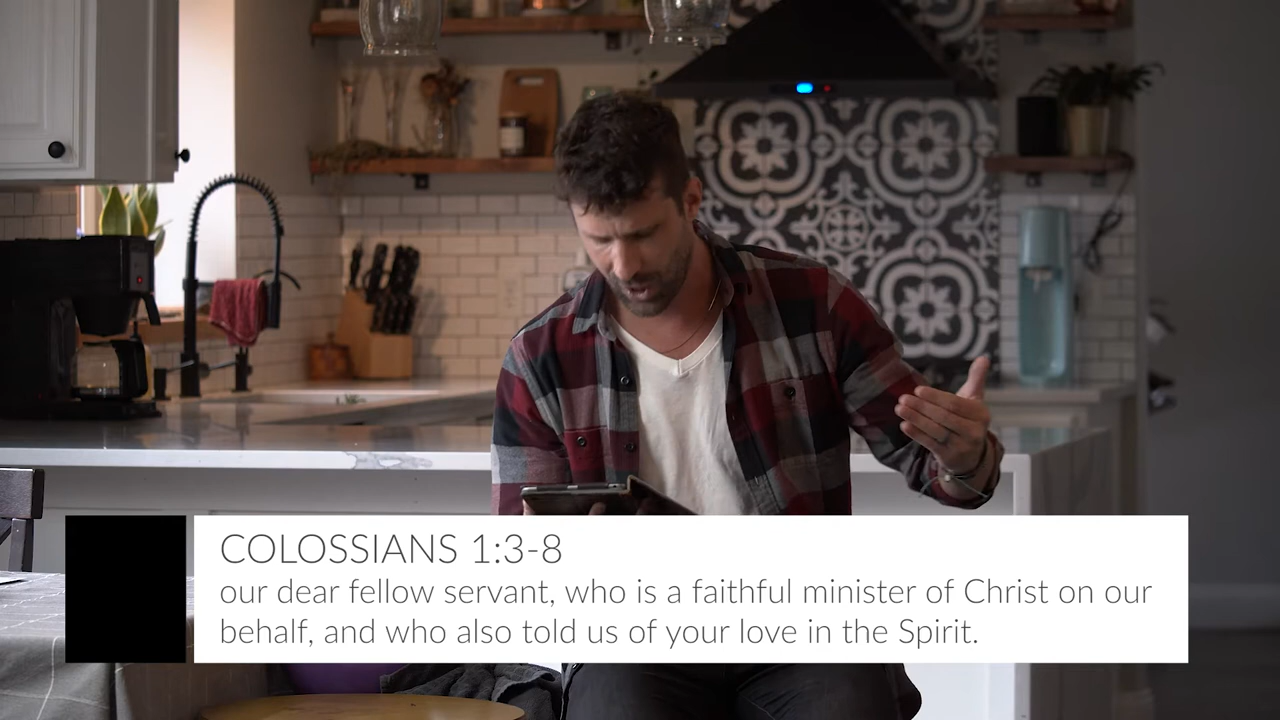 COLOSSIANS 1:3-8
our dear fellow servant, who is a faithful minister of Christ on our
behalf, and who also told us of your love in the Spirit.